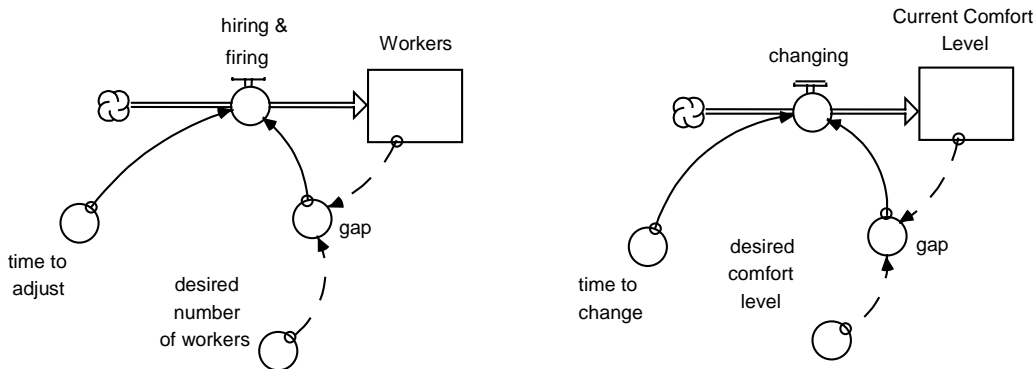 hiring &
firing
Workers
gap
time to
adjust
desired
number
of workers
Current Comfort
Level
changing
gap
desired
comfort
level
time to
change